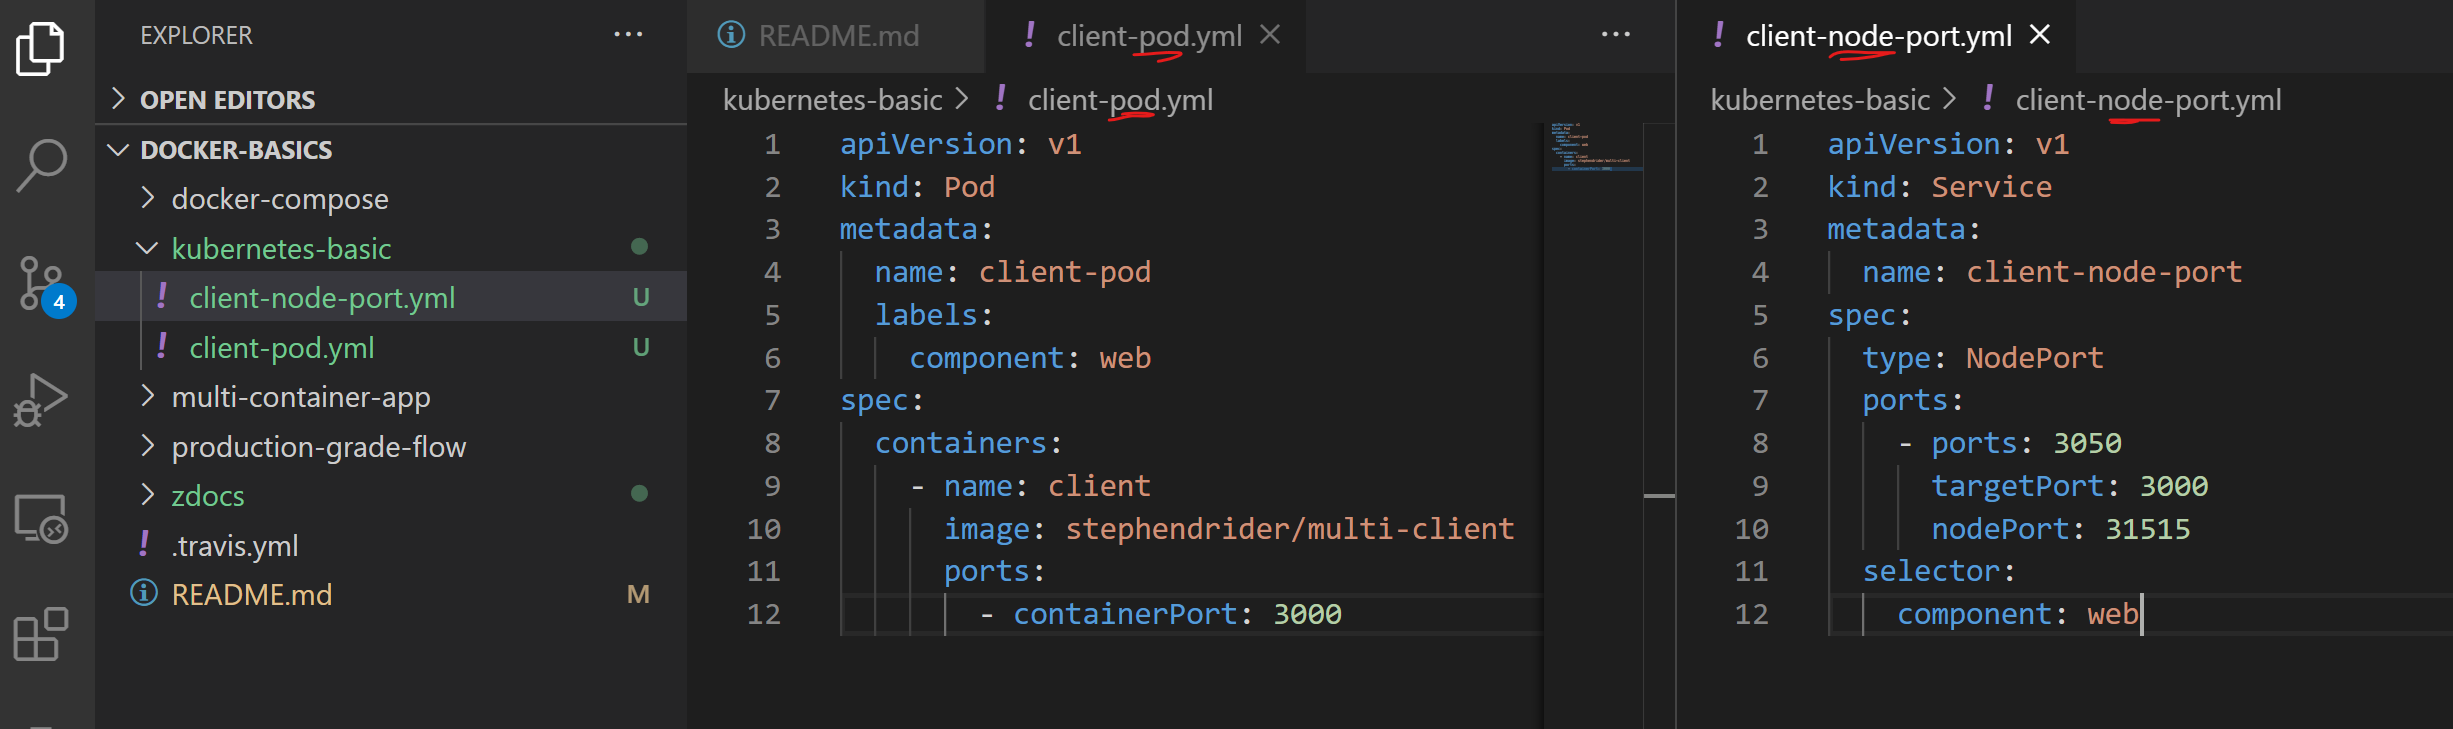 EXPLORER
OPEN EDITORS
DOCKER-BASICS
docker-compose
kubernetes-basic
client-node-port.yml U
client-pod.yml U
multi-container-app
production-grade-flow
zdocs
.travis.yml
README.md M
4
README.md
client-pod.yml
kubernetes-basic > client-pod.yml
1 apiVersion: v1
2 kind: Pod
3 metadata:
4   name: client-pod
5   labels:
6     component: web
7 spec:
8   containers:
9     - name: client
10       image: stephendrider/multi-client
11       ports:
12         - containerPort: 3000
client-node-port.yml
kubernetes-basic > client-node-port.yml
1 apiVersion: v1
2 kind: Service
3 metadata:
4   name: client-node-port
5 spec:
6   type: NodePort
7   ports:
8     - ports: 3050
9       targetPort: 3000
10       nodePort: 31515
11   selector:
12     component: web